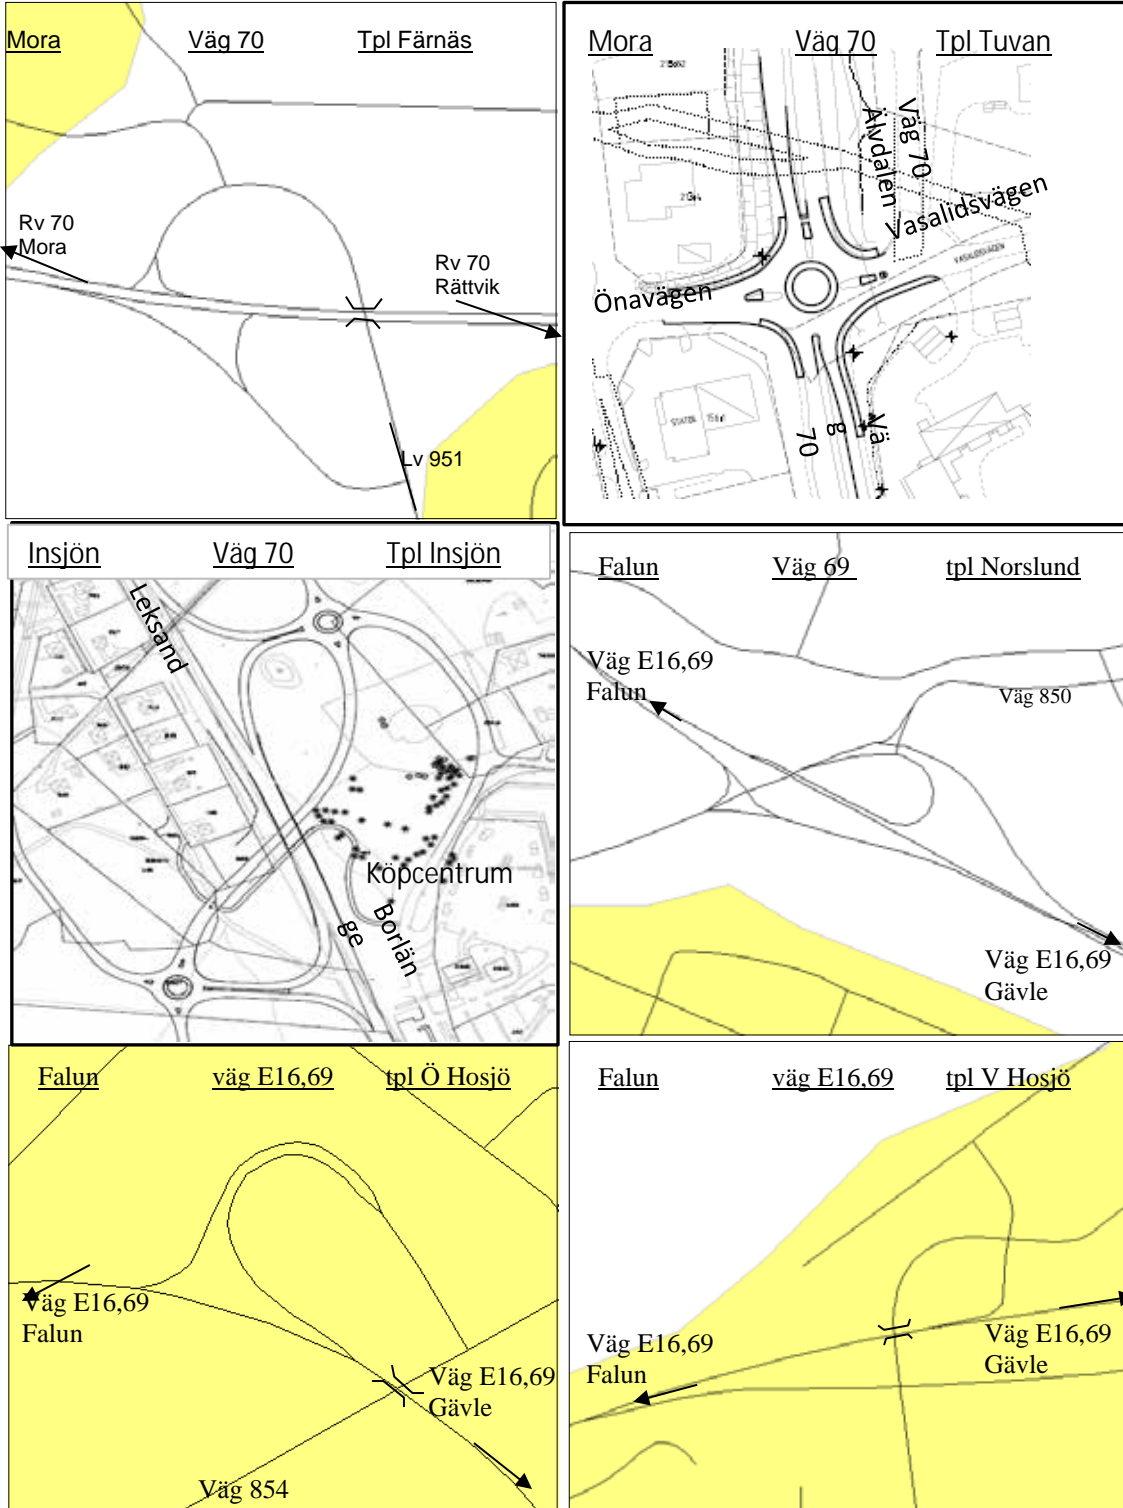 Mora Väg 70 Tpl Färnäs
Rv 70
Mora
Rv 70
Rättvik
Lv 951
Mora Väg 70 Tpl Tuvan
Väg 70
Älvdalen
Vasalidsvägen
VASALIDSVÄGEN
Önavägen
Vä
g
70
Insjön Väg 70 Tpl Insjön
Leksand
Köpcentrum
Borlän
ge
Falun Väg 69 tpl Norslund
Väg E16,69
Falun
Väg 850
Väg E16,69
Gävle
Falun väg E16,69 tpl Ö Hosjö
Väg E16,69
Falun
Väg E16,69
Gävle
Väg 854
Falun väg E16,69 tpl V Hosjö
Väg E16,69
Falun
Väg E16,69
Gävle